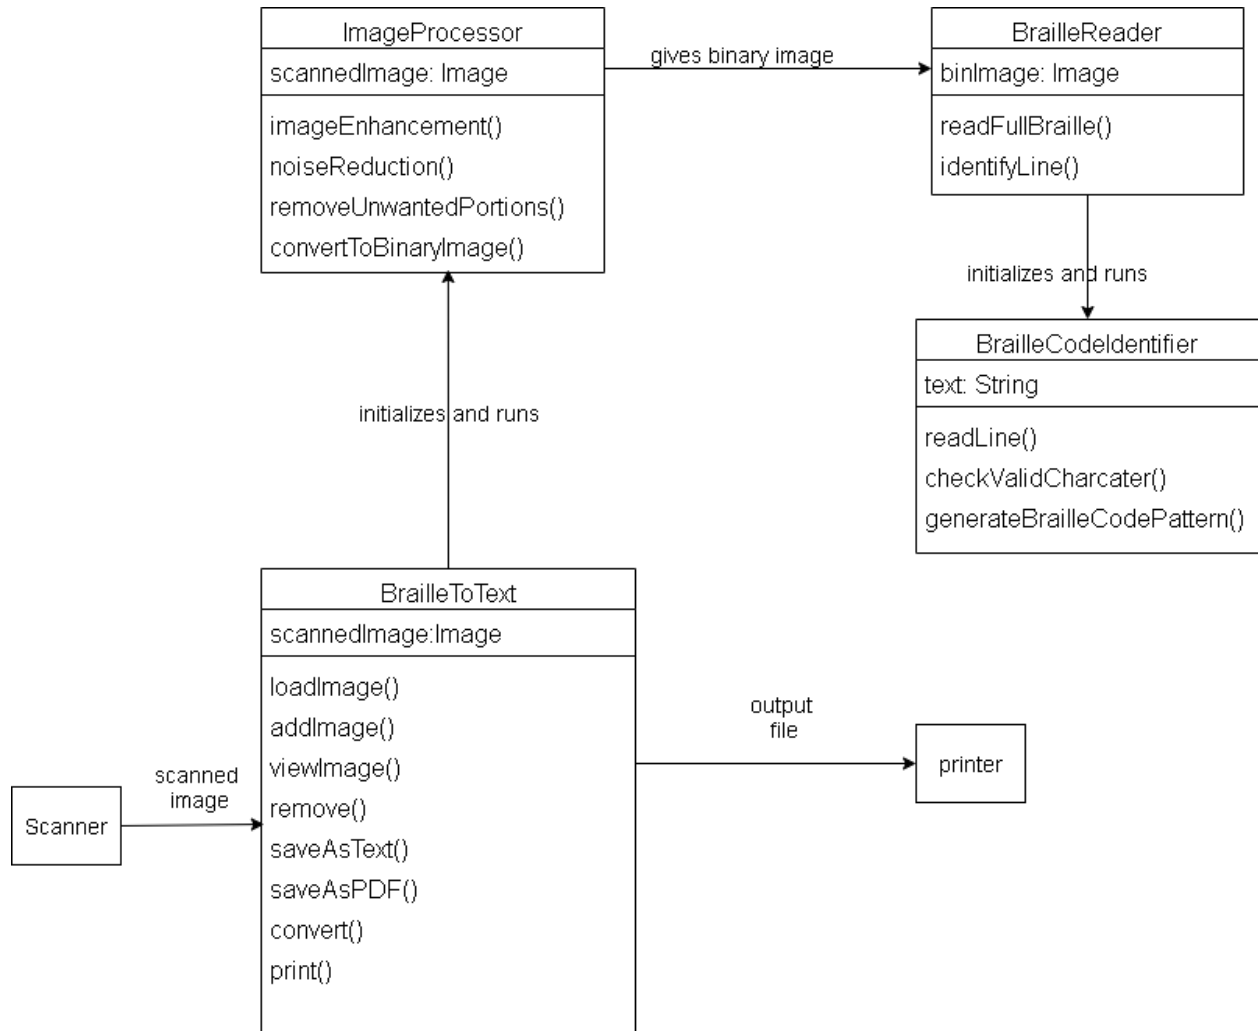 ImageProcessor
scannedImage: Image
imageEnhancement()
noiseReduction()
removeUnwantedPortions()
convertToBinaryImage()
gives binary image
BrailleReader
binImage: Image
readFullBraille()
identifyLine()
initializes and runs
BrailleCodeIdentifier
text: String
readLine()
checkValidCharcater()
generateBrailleCodePattern()
initializes and runs
BrailleToText
scannedImage:Image
loadImage()
addImage()
viewImage()
remove()
saveAsText()
saveAsPDF()
convert()
print()
scanned
image
Scanner
output
file
printer